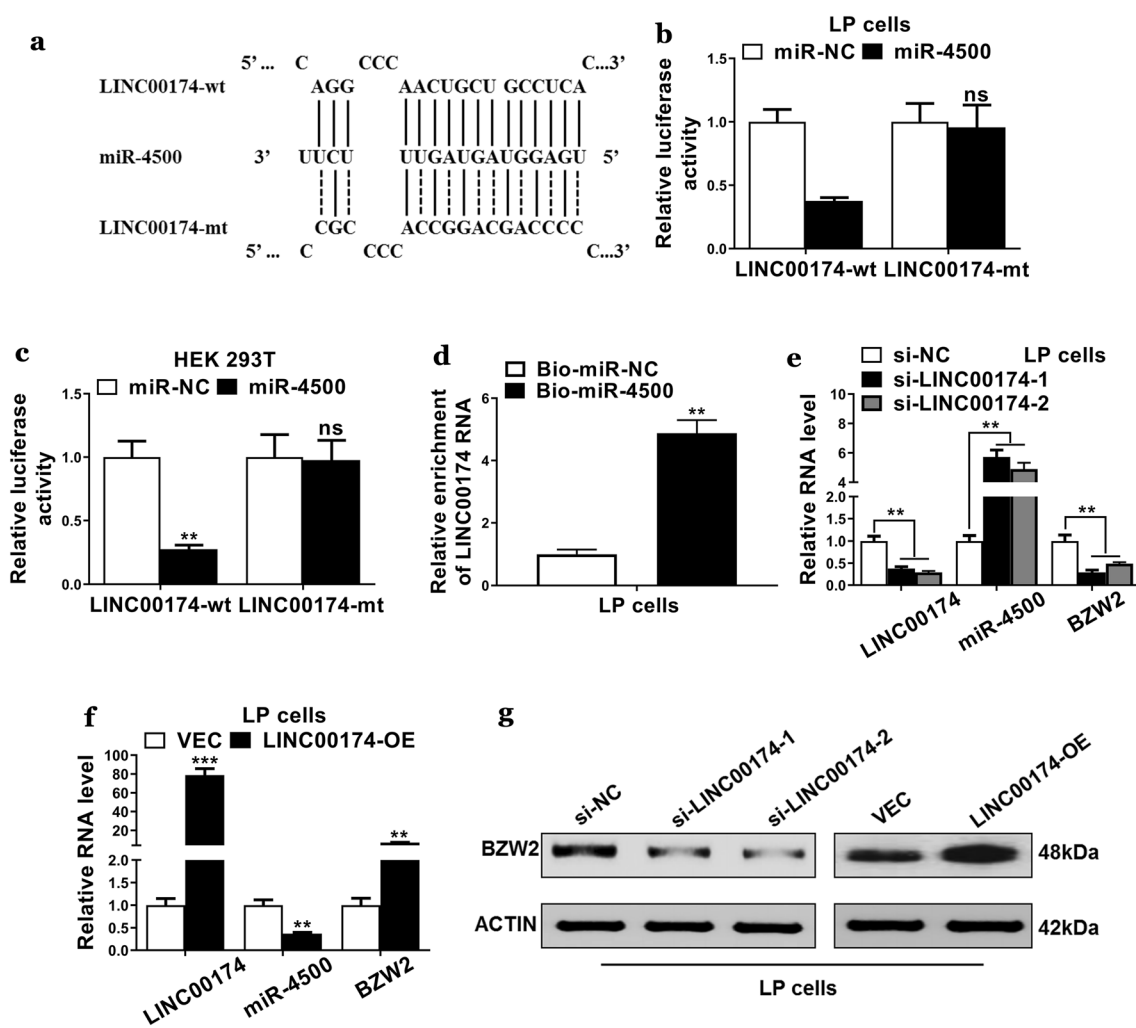 a
5' ... C CCC C...3'
LINC00174-wt AGG AACUGCU GCCUCA
miR-4500 3' UUCU UUGAUGAUGGAGU 5'
LINC00174-mt CGC ACCGGACGACCCC
5' ... C CCC C...3'
b
LP cells
miR-NC miR-4500
Relative luciferase
activity
1.5
1.0
0.5
0.0
ns
LINC00174-wt LINC00174-mt
c
HEK 293T
miR-NC miR-4500
Relative luciferase
activity
1.5
1.0
0.5
0.0
**
ns
LINC00174-wt LINC00174-mt
d
Bio-miR-NC
Bio-miR-4500
Relative enrichment
of LINC00174 RNA
6
4
2
0
**
LP cells
e
si-NC LP cells
si-LINC00174-1
si-LINC00174-2
Relative RNA level
10
8
6
4
2.0
1.5
1.0
0.5
0.0
**
**
**
LINC00174
miR-4500
BZW2
f
LP cells
VEC LINC00174-OE
Relative RNA level
100
80
60
40
20
2.0
1.5
1.0
0.5
0.0
***
**
**
LINC00174
miR-4500
BZW2
g
si-NC
si-LINC00174-1
si-LINC00174-2
VEC
LINC00174-OE
BZW2 48kDa
ACTIN 42kDa
LP cells